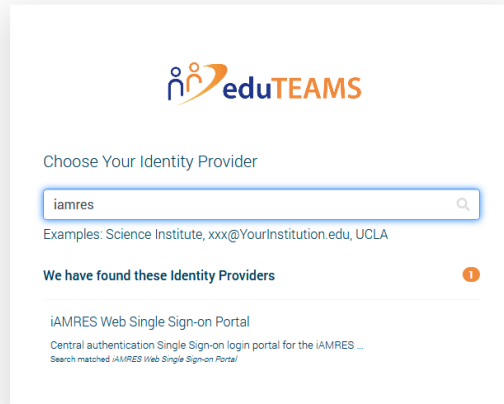 eduTEAMS
Choose Your Identity Provider
iamres
Examples: Science Institute, xxx@YourInstitution.edu, UCLA
We have found these Identity Providers 1
iAMRES Web Single Sign-on Portal
Central authentication Single Sign-on login portal for the iAMRES ...
Search matched iAMRES Web Single Sign-on Portal